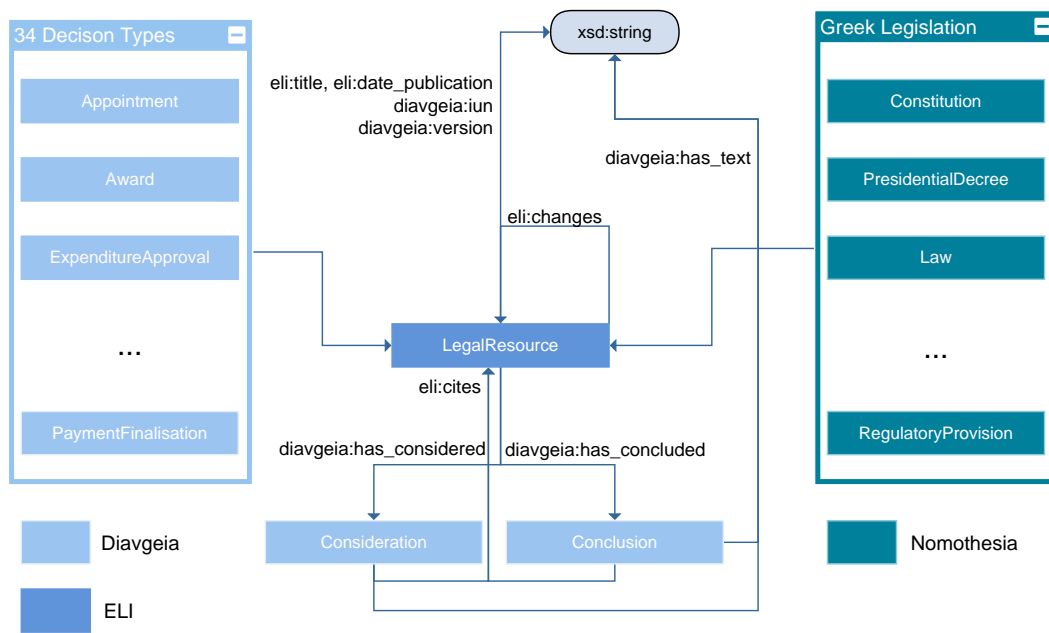 34 Decison Types
Appointment
Award
ExpenditureApproval
...
PaymentFinalisation
xsd:string
eli:title, eli:date_publication
diavgeia:iun
diavgeia:version
diavgeia:has_text
eli:changes
LegalResource
eli:cites
diavgeia:has_considered
diavgeia:has_concluded
Consideration
Conclusion
Greek Legislation
Constitution
PresidentialDecree
Law
...
RegulatoryProvision
Diavgeia
ELI
Nomothesia